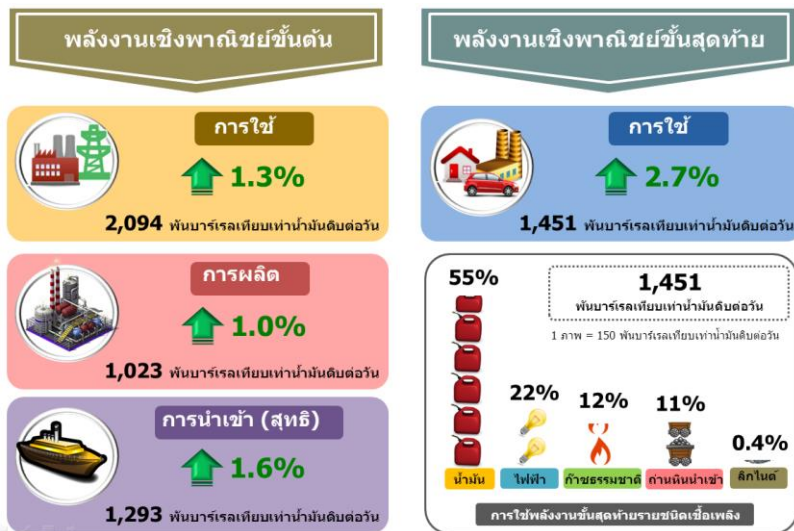 พลังงานเชิงพาณิชย์ขั้นต้น
การใช้
1.3%
2,094 พันบาร์เรลเทียบเท่าน้ำมันดิบต่อวัน
การผลิต
1.0%
1,023 พันบาร์เรลเทียบเท่าน้ำมันดิบต่อวัน
การนำเข้า (สุทธิ)
1.6%
1,293 พันบาร์เรลเทียบเท่าน้ำมันดิบต่อวัน
พลังงานเชิงพาณิชย์ขั้นสุดท้าย
การใช้
2.7%
1,451 พันบาร์เรลเทียบเท่าน้ำมันดิบต่อวัน
1,451
พันบาร์เรลเทียบเท่าน้ำมันดิบต่อวัน
1 ภาพ = 150 พันบาร์เรลเทียบเท่าน้ำมันดิบต่อวัน
55% 22% 12% 11% 0.4%
น้ำมัน ไฟฟ้า ก๊าซธรรมชาติ ถ่านหินนำเข้า ลิกไนต์
การใช้พลังงานขั้นสุดท้ายรายชนิดเชื้อเพลิง